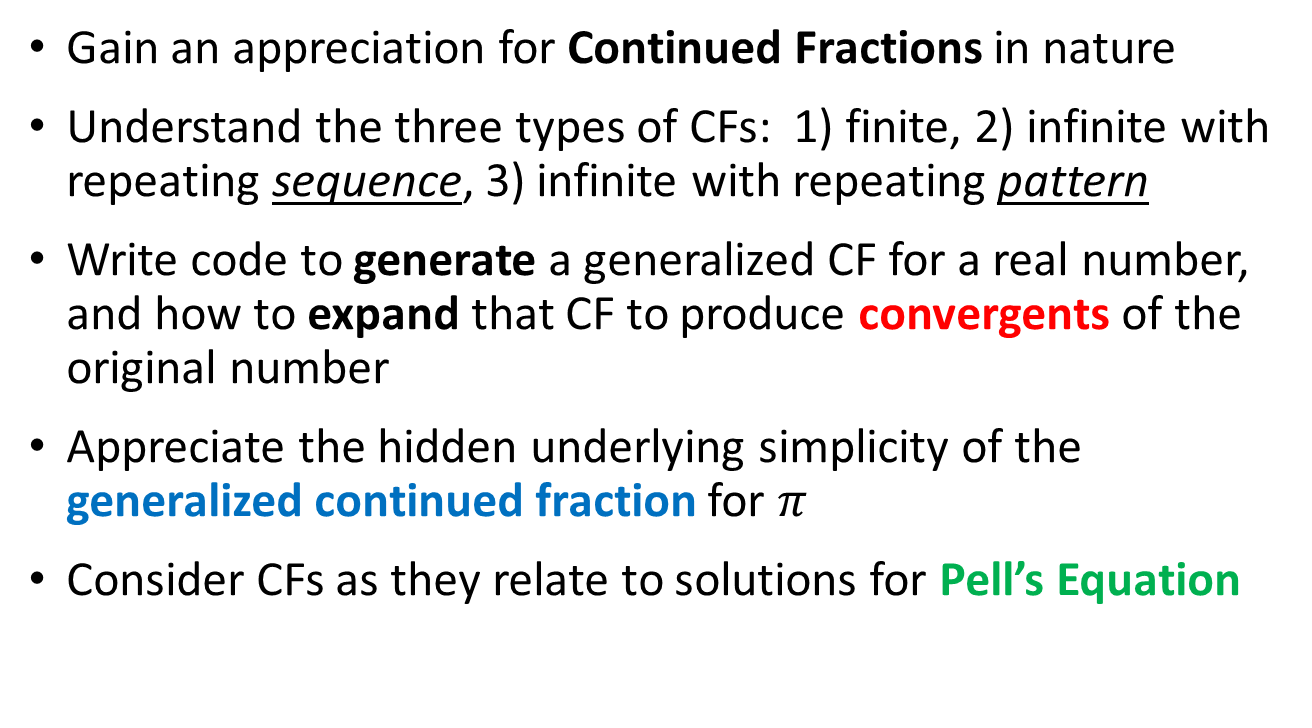 • Gain an appreciation for Continued Fractions in nature
• Understand the three types of CFs:  1) finite, 2) infinite with
repeating sequence, 3) infinite with repeating pattern
• Write code to generate a generalized CF for a real number,
and how to expand that CF to produce convergents of the
original number
• Appreciate the hidden underlying simplicity of the
generalized continued fraction for π
• Consider CFs as they relate to solutions for Pell’s Equation